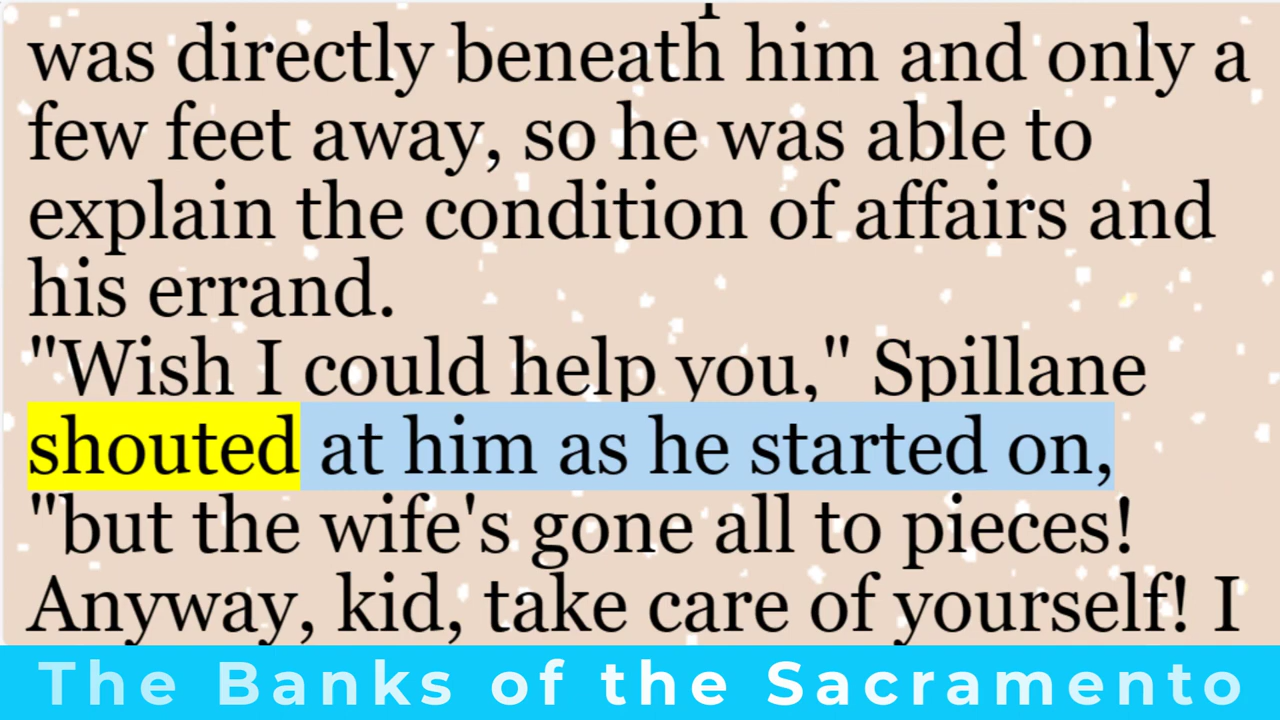 was directly beneath him and only a
few feet away, so he was able to
explain the condition of affairs and
his errand.
"Wish I could help you," Spillane
shouted at him as he started on,
"but the wife's gone all to pieces!
Anyway, kid, take care of yourself! I
The Banks of the Sacramento